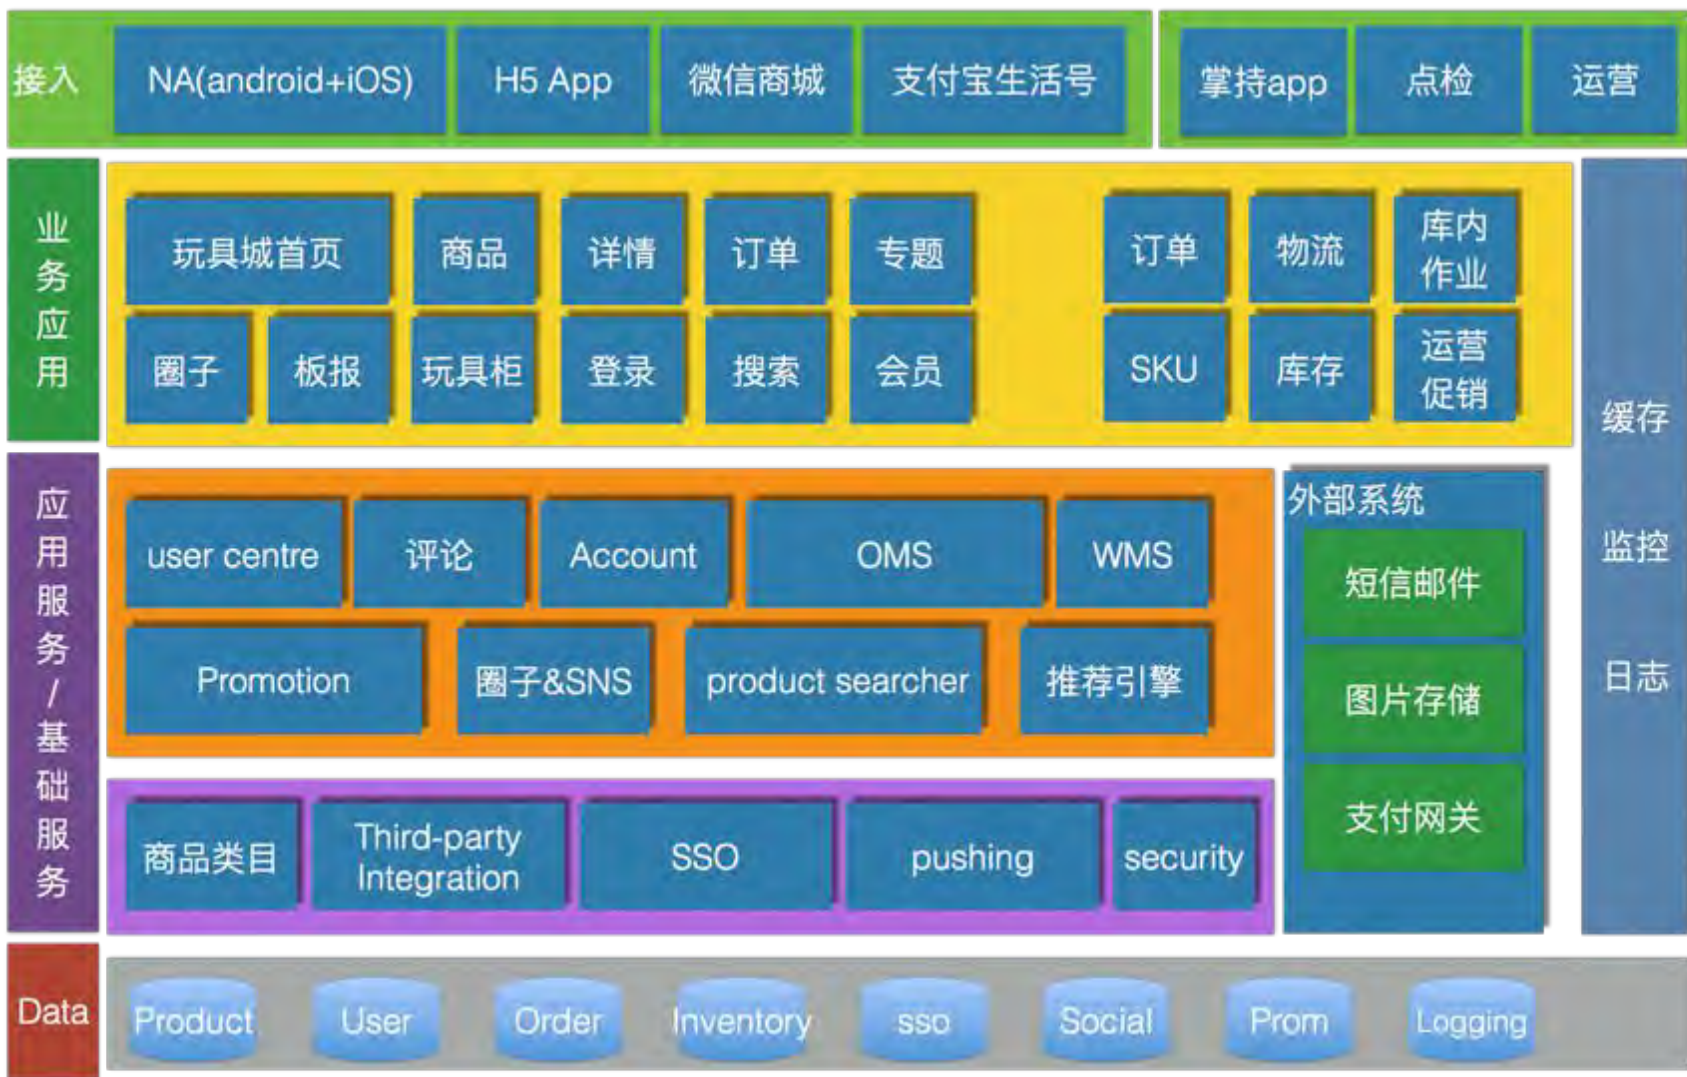 接入
NA(android+iOS)
H5 App
微信商城
支付宝生活号
掌持app
点检
运营
业务应用
玩具城首页
商品
详情
订单
专题
订单
物流
库内
作业
圈子
板报
玩具柜
登录
搜索
会员
SKU
库存
运营
促销
缓存
监控
日志
应用服务/基础服务
user centre
评论
Account
OMS
WMS
Promotion
圈子&SNS
product searcher
推荐引擎
外部系统
短信邮件
图片存储
支付网关
商品类目
Third-party
Integration
SSO
pushing
security
Data
Product
User
Order
Inventory
sso
Social
Prom
Logging